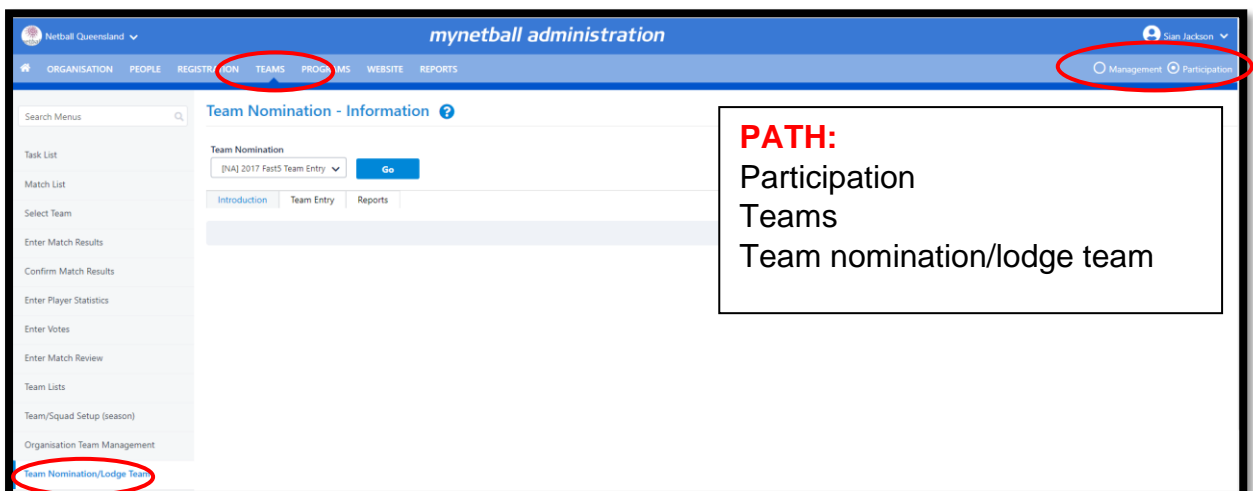 Netball Queensland
mynetball administration
Sian Jackson
ORGANISATION PEOPLE REGISTRATION TEAMS PROGRAMS WEBSITE REPORTS
Management Participation
Search Menus
Task List
Match List
Select Team
Enter Match Results
Confirm Match Results
Enter Player Statistics
Enter Votes
Enter Match Review
Team Lists
Team/Squad Setup (season)
Organisation Team Management
Team Nomination/Lodge Team
Team Nomination - Information ?
Team Nomination
[NA] 2017 Fast5 Team Entry Go
Introduction Team Entry Reports
PATH:
Participation
Teams
Team nomination/lodge team